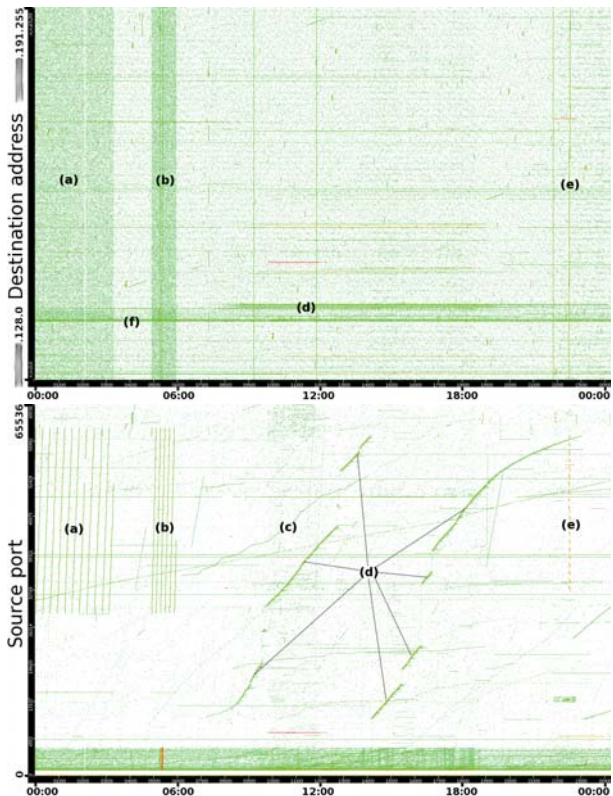 .191.255
Destination address
.128.0
(a)
(b)
(e)
(d)
(f)
00:00
06:00
12:00
18:00
00:00
65536
Source port
0
(a)
(b)
(c)
(e)
(d)
00:00
06:00
12:00
18:00
00:00